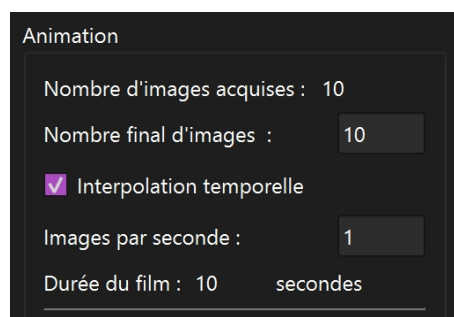 Animation
Nombre d'images acquises : 10
Nombre final d'images : 10
Interpolation temporelle
Images par seconde : 1
Durée du film : 10 secondes